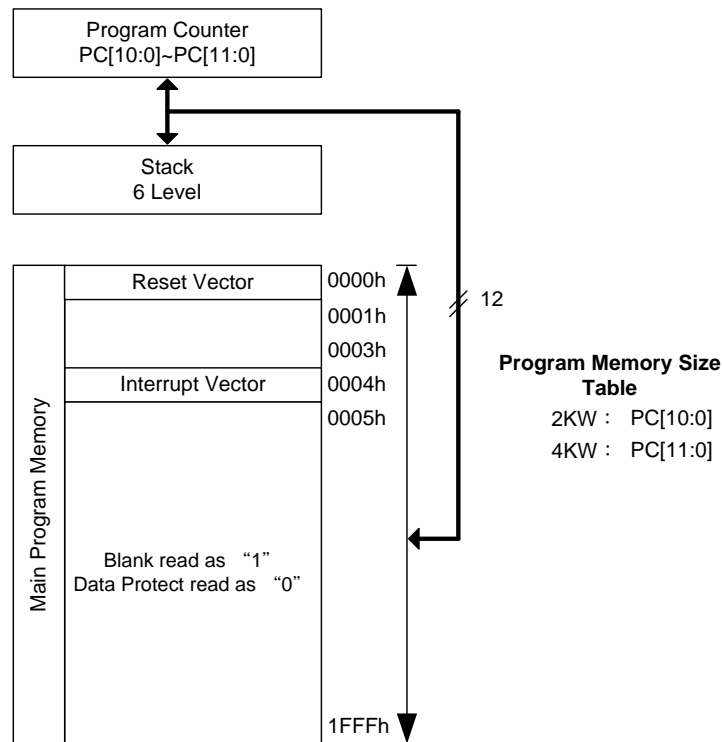 Program Counter
PC[10:0]~PC[11:0]
Stack
6 Level
Main Program Memory
Reset Vector
0000h
0001h
0003h
Interrupt Vector
0004h
0005h
Blank read as “1”
Data Protect read as “0”
1FFFh
12
Program Memory Size
Table
2KW： PC[10:0]
4KW： PC[11:0]